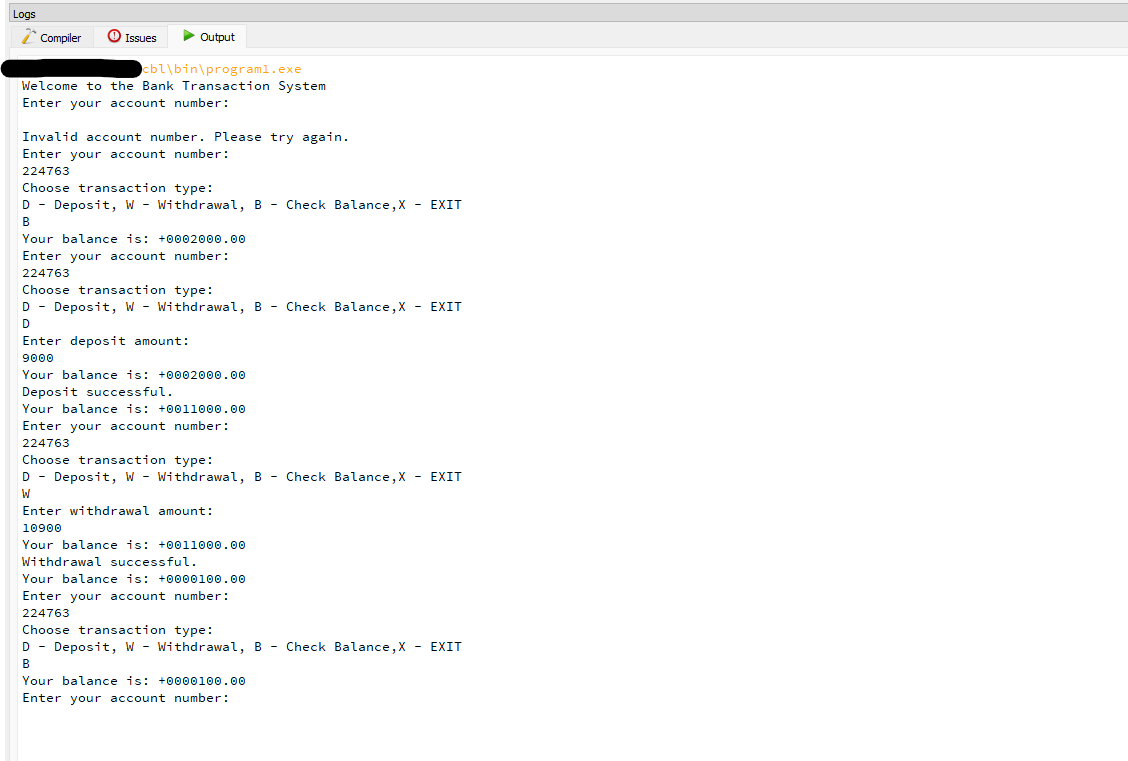 Logs
Compiler Issues Output
cbl\bin\program1.exe
Welcome to the Bank Transaction System
Enter your account number:
Invalid account number. Please try again.
Enter your account number:
224763
Choose transaction type:
D - Deposit, W - Withdrawal, B - Check Balance,X - EXIT
B
Your balance is: +0002000.00
Enter your account number:
224763
Choose transaction type:
D - Deposit, W - Withdrawal, B - Check Balance,X - EXIT
D
Enter deposit amount:
9000
Your balance is: +0002000.00
Deposit successful.
Your balance is: +0011000.00
Enter your account number:
224763
Choose transaction type:
D - Deposit, W - Withdrawal, B - Check Balance,X - EXIT
W
Enter withdrawal amount:
10900
Your balance is: +0011000.00
Withdrawal successful.
Your balance is: +0000100.00
Enter your account number:
224763
Choose transaction type:
D - Deposit, W - Withdrawal, B - Check Balance,X - EXIT
B
Your balance is: +0000100.00
Enter your account number: